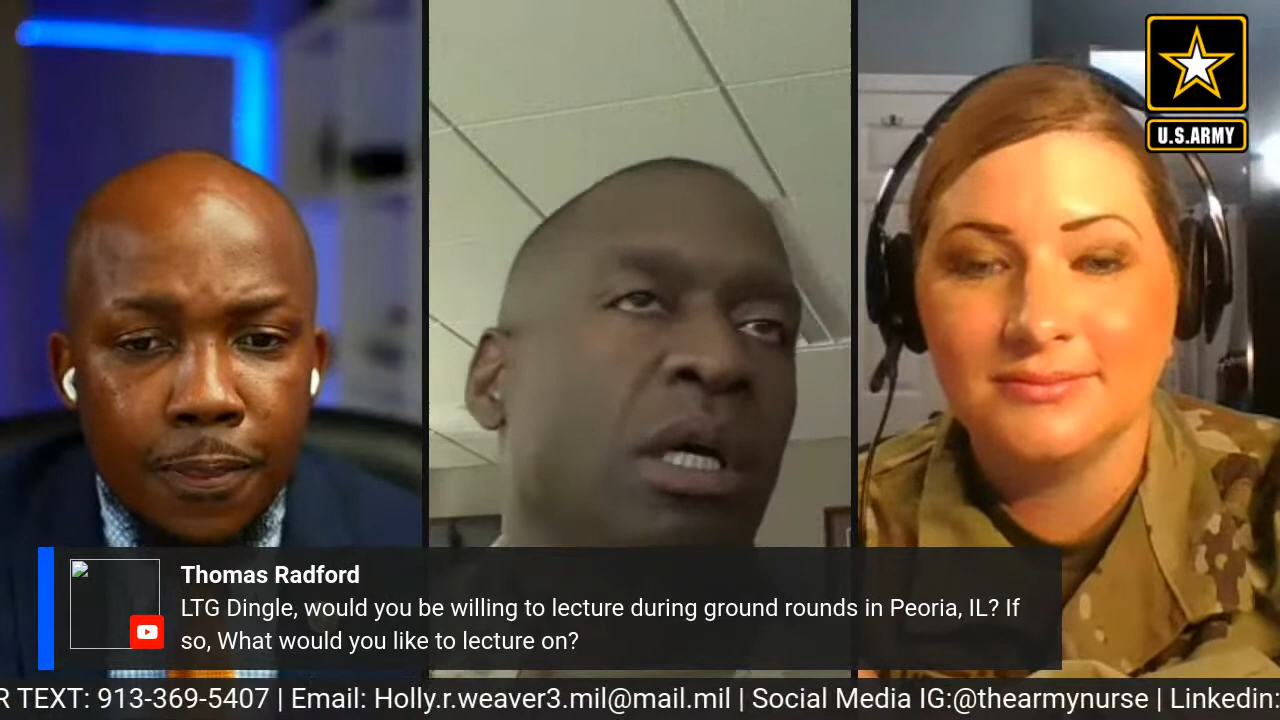 U.S.ARMY
Thomas Radford
LTG Dingle, would you be willing to lecture during ground rounds in Peoria, IL? If
so, What would you like to lecture on?
R TEXT: 913-369-5407 | Email: Holly.r.weaver3.mil@mail.mil | Social Media IG:@thearmynurse | Linkedin: